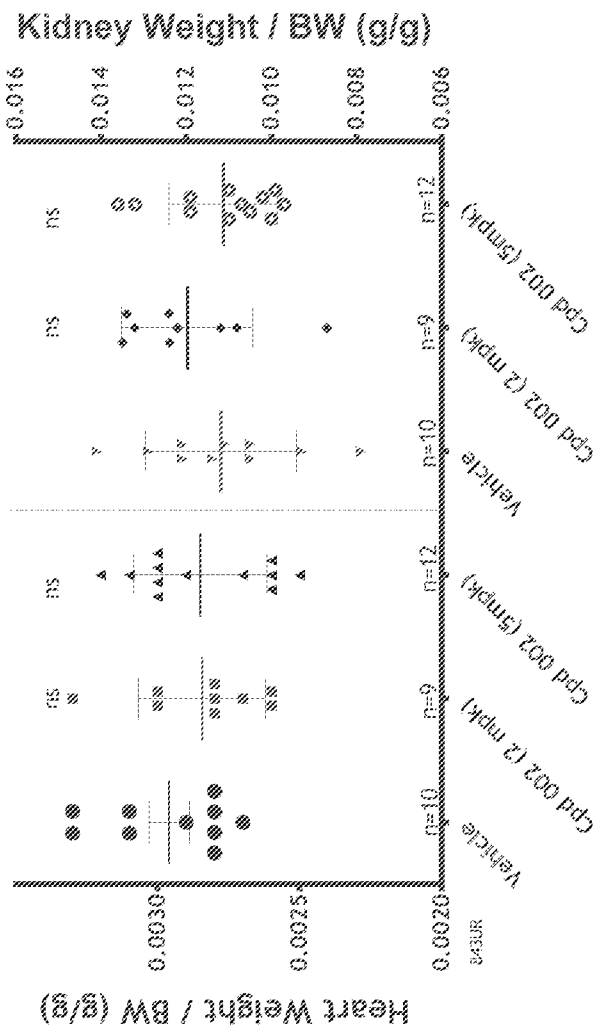 Heart Weight / BW (g/g)
0.0030
0.0025
0.0020
ns
ns
ns
ns
n=10
n=9
n=12
n=10
n=9
n=12
Vehicle
Cpd 002 (2 mpk)
Cpd 002 (5mpk)
Vehicle
Cpd 002 (2 mpk)
Cpd 002 (5mpk)
0.016
0.014
0.012
0.010
0.008
0.006
Kidney Weight / BW (g/g)